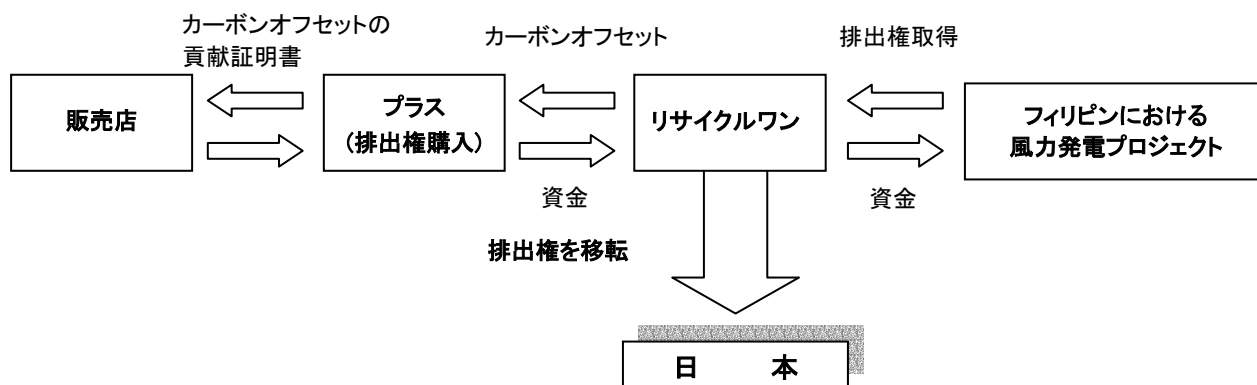 カーボンオフセットの
貢献証明書
カーボンオフセット
排出権取得
販売店
プラス
(排出権購入)
リサイクルワン
フィリピンにおける
風力発電プロジェクト
資金
資金
排出権を移転
日 本